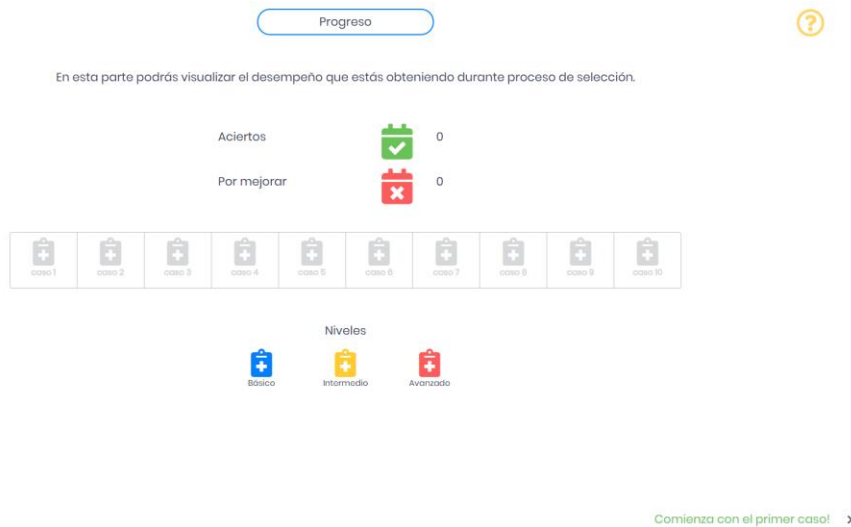 Progreso
En esta parte podrás visualizar el desempeño que estás obteniendo durante proceso de selección.
Aciertos 0
Por mejorar 0
caso 1 caso 2 caso 3 caso 4 caso 5 caso 6 caso 7 caso 8 caso 9 caso 10
Niveles
Básico Intermedio Avanzado
Comienza con el primer caso!